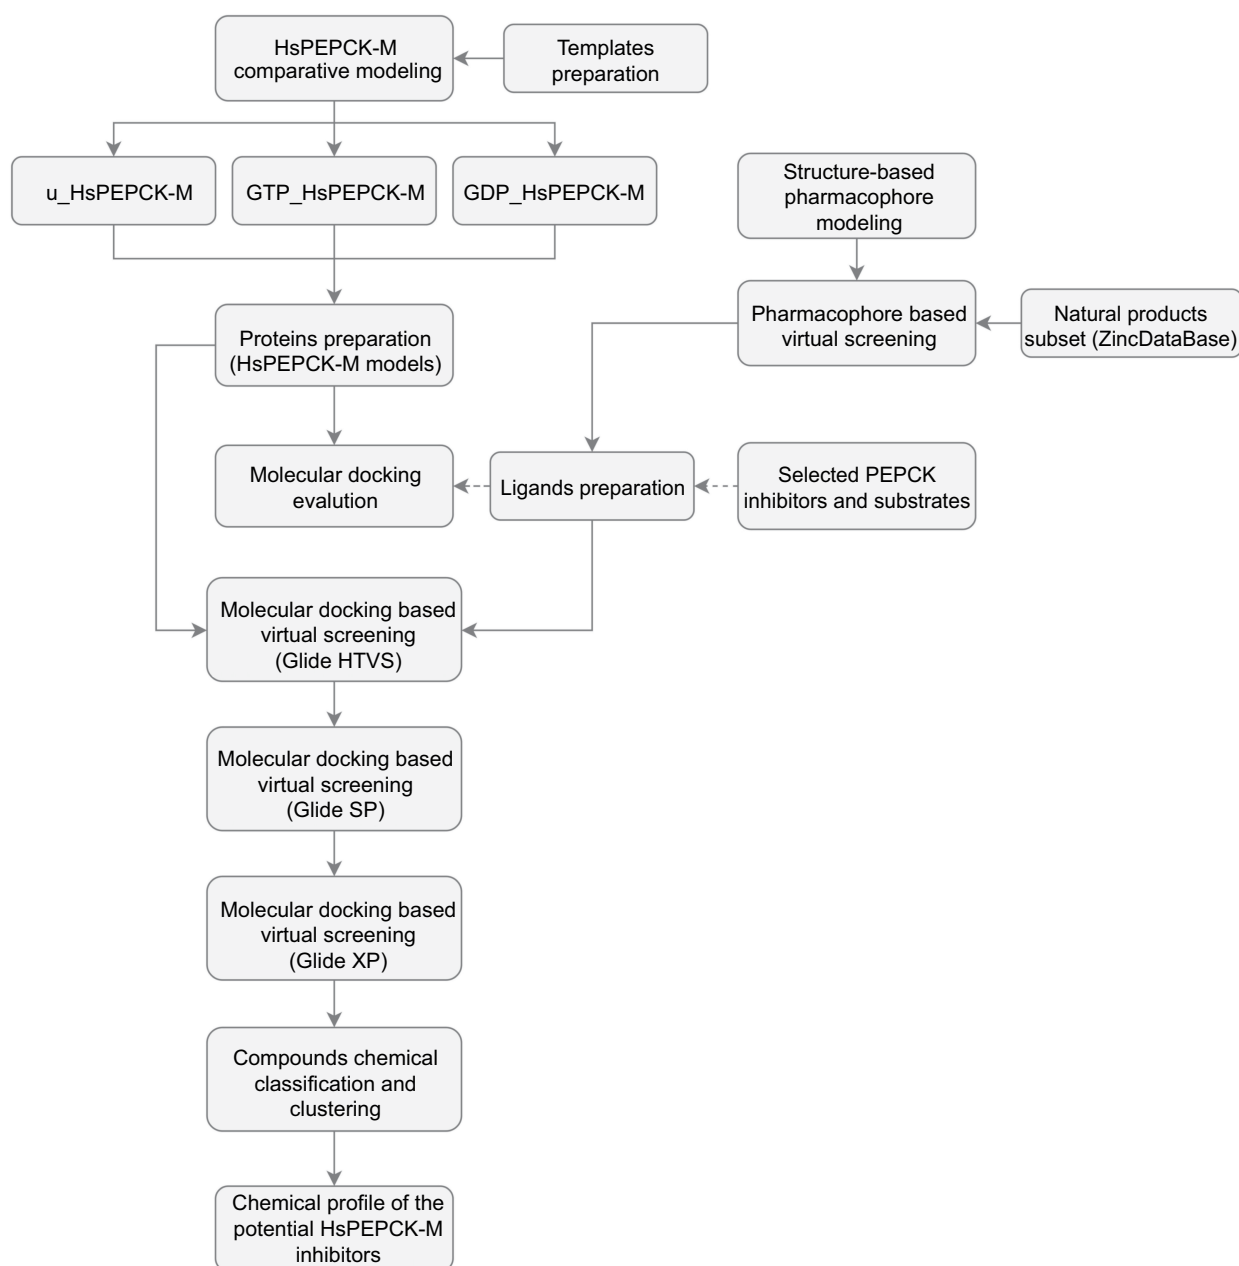 HsPEPCK-M
comparative modeling
Templates
preparation
u_HsPEPCK-M
GTP_HsPEPCK-M
GDP_HsPEPCK-M
Structure-based
pharmacophore
modeling
Proteins preparation
(HsPEPCK-M models)
Pharmacophore based
virtual screening
Natural products
subset (ZincDataBase)
Molecular docking
evalution
Ligands preparation
Selected PEPCK
inhibitors and substrates
Molecular docking based
virtual screening
(Glide HTVS)
Molecular docking based
virtual screening
(Glide SP)
Molecular docking based
virtual screening
(Glide XP)
Compounds chemical
classification and
clustering
Chemical profile of the
potential HsPEPCK-M
inhibitors